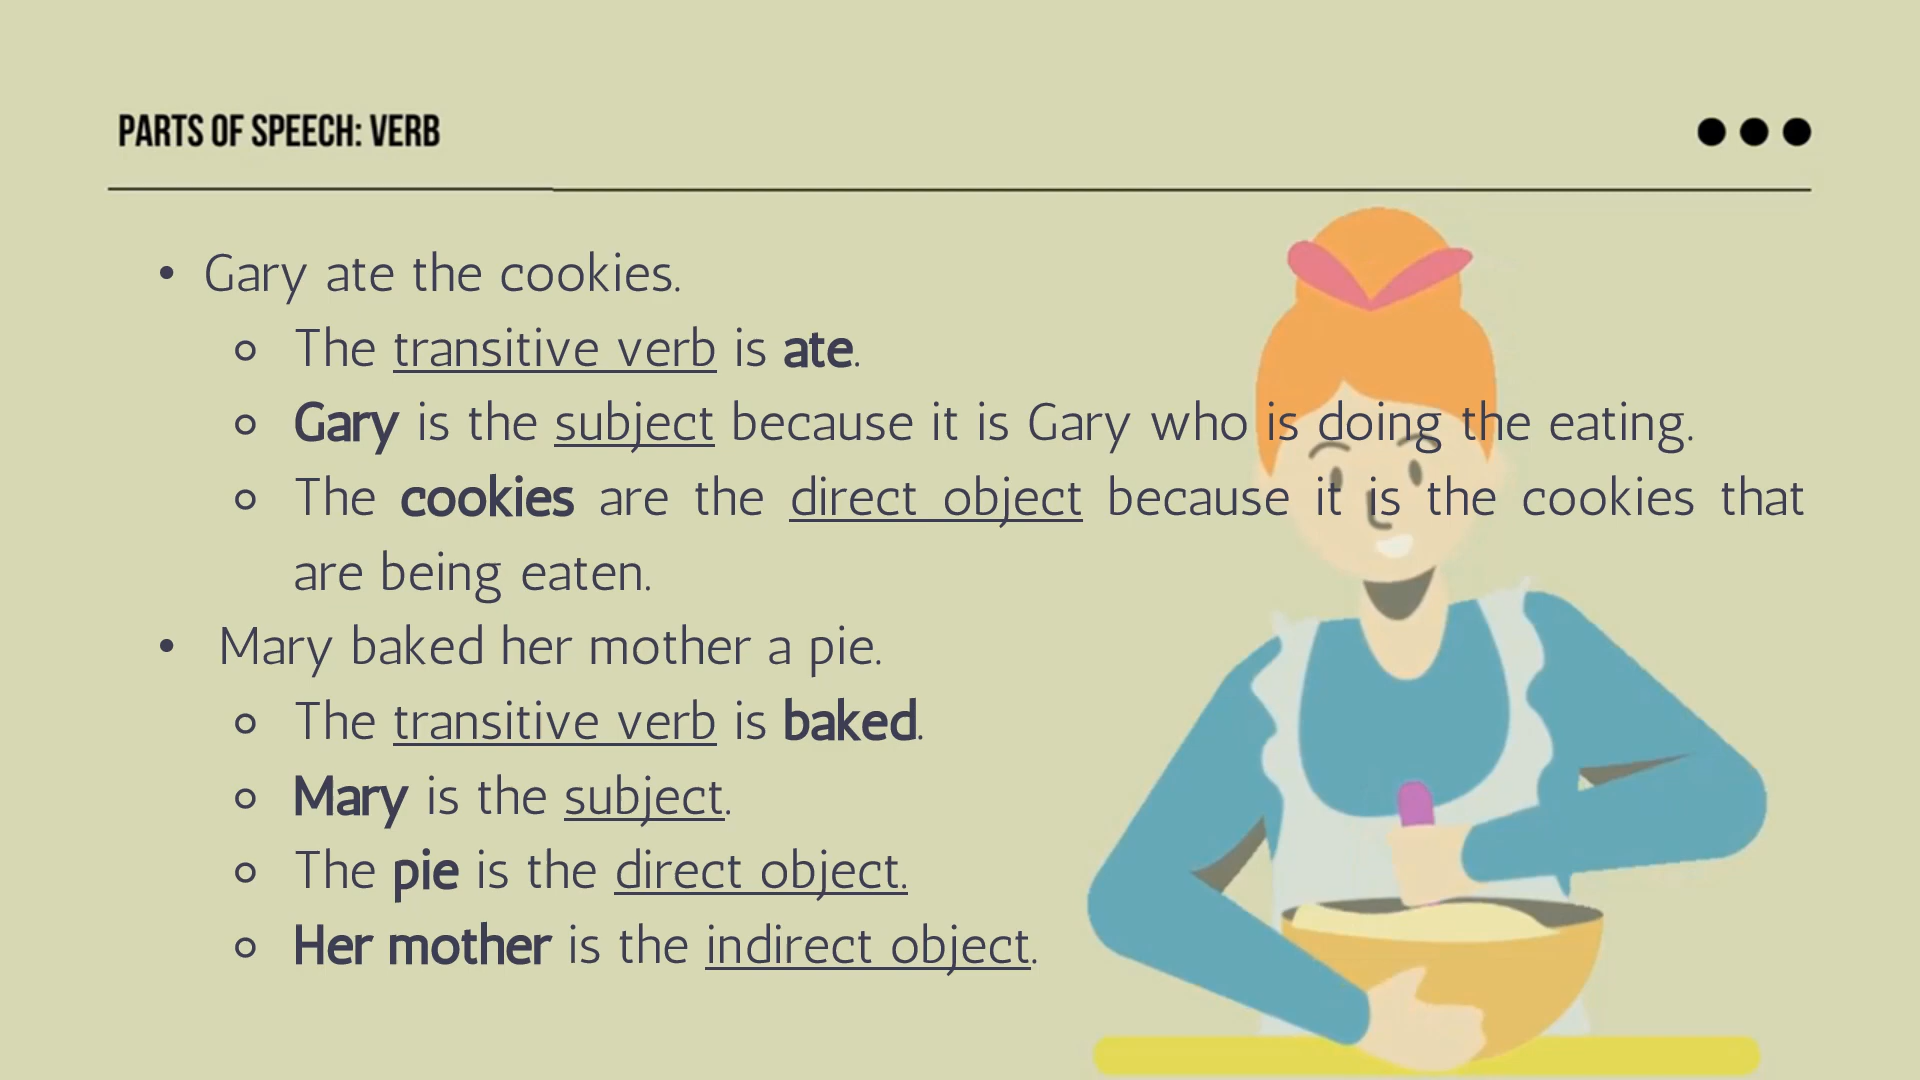 PARTS OF SPEECH: VERB
• Gary ate the cookies.
○ The transitive verb is ate.
○ Gary is the subject because it is Gary who is doing the eating.
○ The cookies are the direct object because it is the cookies that
are being eaten.
• Mary baked her mother a pie.
○ The transitive verb is baked.
○ Mary is the subject.
○ The pie is the direct object.
○ Her mother is the indirect object.